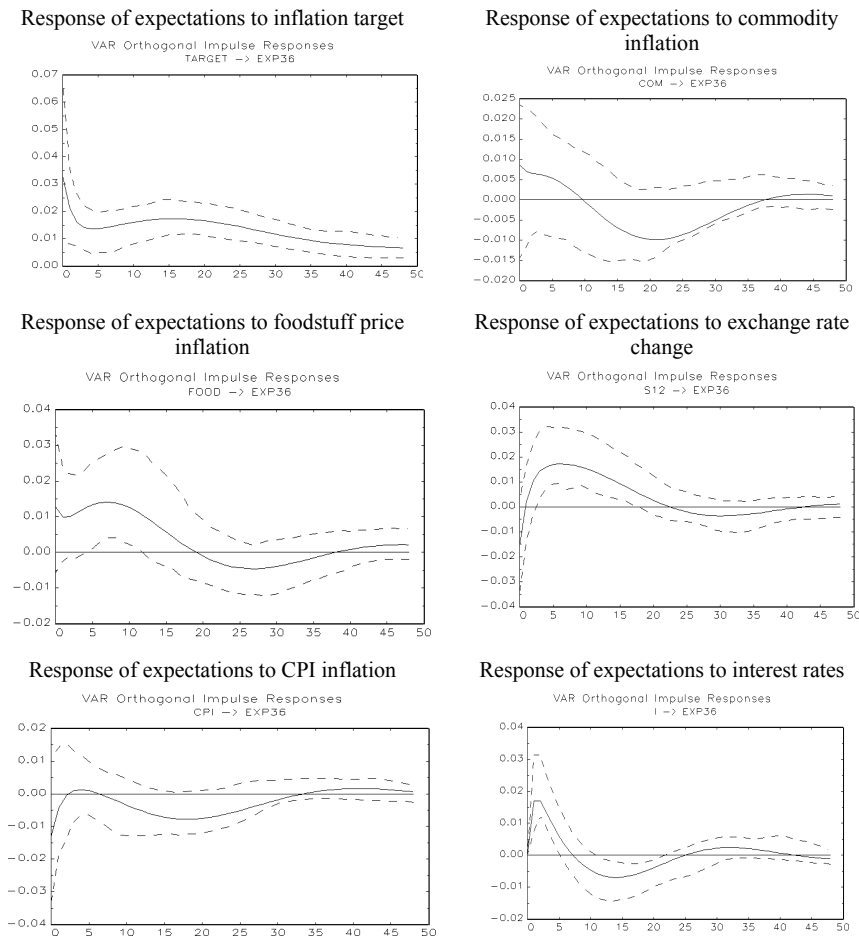 Response of expectations to inflation target
VAR Orthogonal Impulse Responses
TARGET -> EXP36
0.07
0.06
0.05
0.04
0.03
0.02
0.01
0.00
0 5 10 15 20 25 30 35 40 45 50
Response of expectations to commodity
inflation
VAR Orthogonal Impulse Responses
COM -> EXP36
0.025
0.020
0.015
0.010
0.005
0.000
-0.005
-0.010
-0.015
-0.020
0 5 10 15 20 25 30 35 40 45 50
Response of expectations to foodstuff price
inflation
VAR Orthogonal Impulse Responses
FOOD -> EXP36
0.04
0.03
0.02
0.01
0.00
-0.01
-0.02
0 5 10 15 20 25 30 35 40 45 50
Response of expectations to exchange rate
change
VAR Orthogonal Impulse Responses
S12 -> EXP36
0.04
0.03
0.02
0.01
0.00
-0.01
-0.02
-0.03
-0.04
0 5 10 15 20 25 30 35 40 45 50
Response of expectations to CPI inflation
VAR Orthogonal Impulse Responses
CPI -> EXP36
0.02
0.01
0.00
-0.01
-0.02
-0.03
-0.04
0 5 10 15 20 25 30 35 40 45 50
Response of expectations to interest rates
VAR Orthogonal Impulse Responses
I -> EXP36
0.04
0.03
0.02
0.01
0.00
-0.01
-0.02
0 5 10 15 20 25 30 35 40 45 50